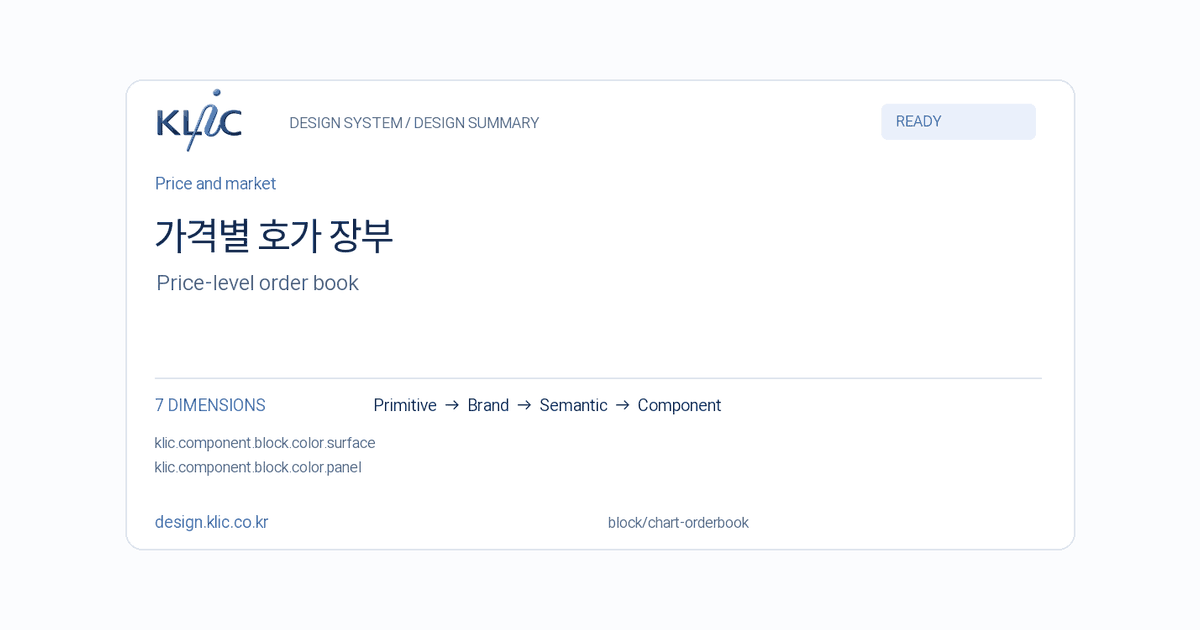 KLiC
DESIGN SYSTEM / DESIGN SUMMARY
READY
Price and market
가격별 호가 장부
Price-level order book
7 DIMENSIONS
Primitive → Brand → Semantic → Component
klic.component.block.color.surface
klic.component.block.color.panel
design.klic.co.kr
block/chart-orderbook